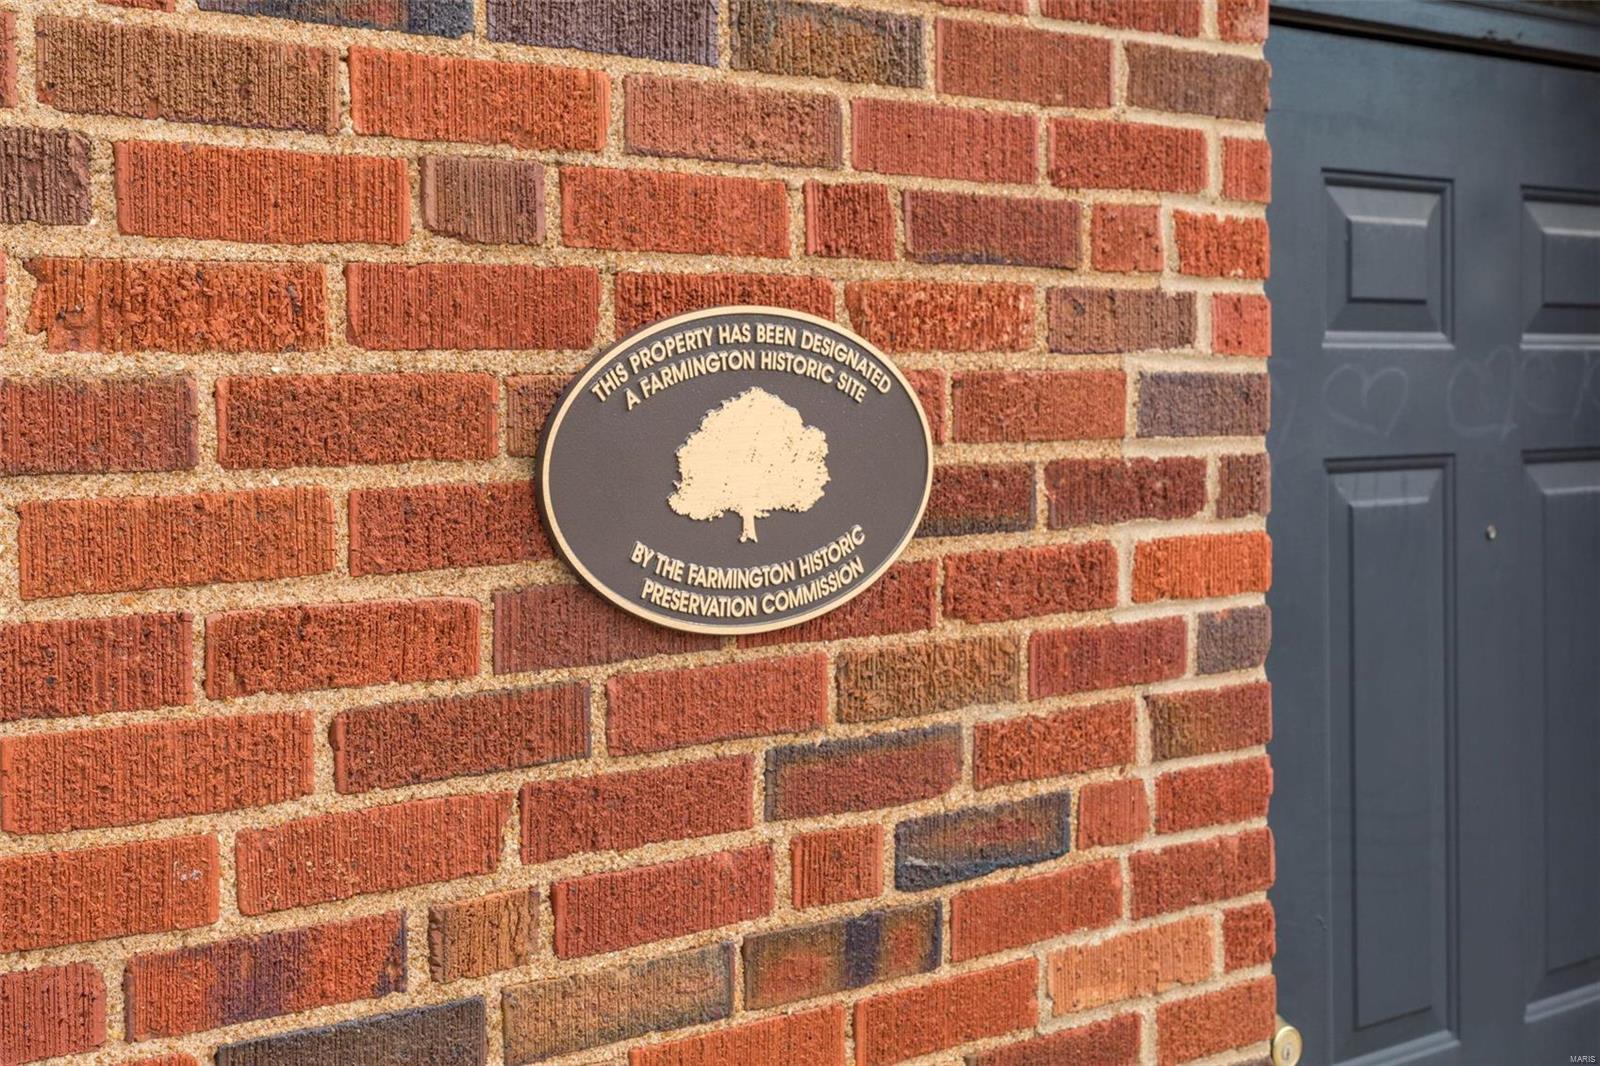 THIS PROPERTY HAS BEEN DESIGNATED
A FARMINGTON HISTORIC SITE
BY THE FARMINGTON HISTORIC
PRESERVATION COMMISSION
MARIS